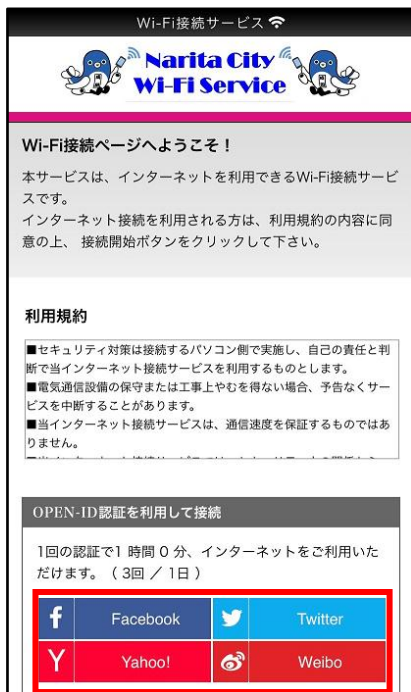 Wi-Fi接続サービス
Narita City
Wi-Fi Service
Wi-Fi接続ページへようこそ！
本サービスは、インターネットを利用できるWi-Fi接続サービ
スです。
インターネット接続を利用される方は、利用規約の内容に同
意の上、 接続開始ボタンをクリックして下さい。
利用規約
■セキュリティ対策は接続するパソコン側で実施し、自己の責任と判
断で当インターネット接続サービスを利用するものとします。
■電気通信設備の保守または工事上やむを得ない場合、予告なくサー
ビスを中断することがあります。
■当インターネット接続サービスは、通信速度を保証するものではあ
りません。
OPEN-ID認証を利用して接続
1回の認証で1 時間 0 分、インターネットをご利用いた
だけます。（ 3回 ／ 1日 ）
f Facebook Twitter
Y Yahoo! Weibo